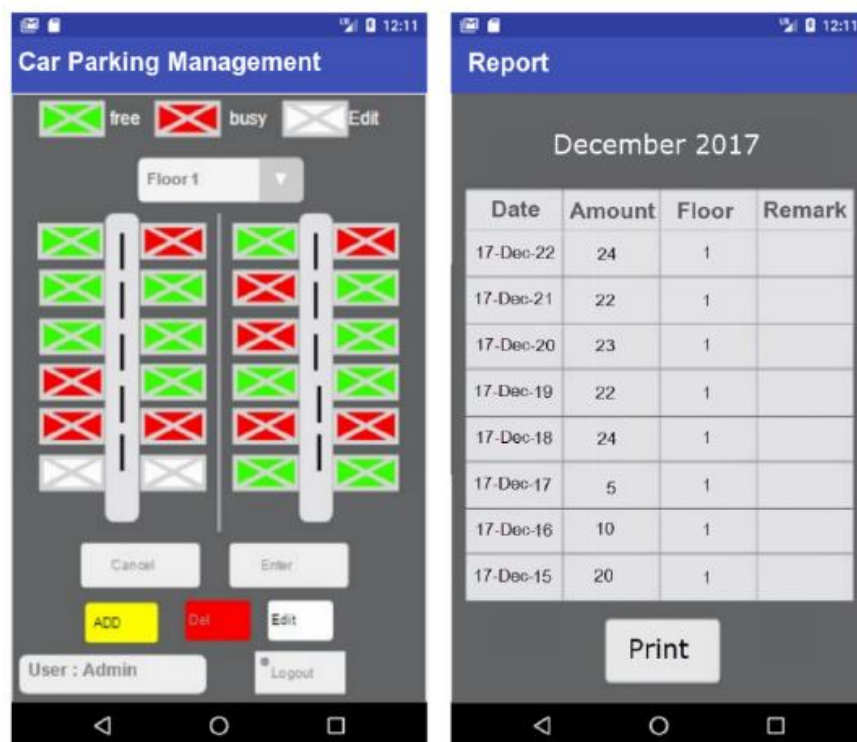 12:11
Car Parking Management
free busy Edit
Floor 1
Cancel Enter
ADD Del Edit
User : Admin Logout
12:11
Report
December 2017
Date Amount Floor Remark
17-Dec-22 24 1
17-Dec-21 22 1
17-Dec-20 23 1
17-Dec-19 22 1
17-Dec-18 24 1
17-Dec-17 5 1
17-Dec-16 10 1
17-Dec-15 20 1
Print